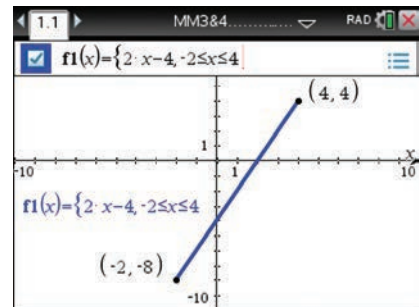 1.1 MM3&4............. RAD
f1(x)={2·x-4,-2≤x≤4
(4,4)
x
1
-10 1 10
f1(x)={2·x-4,-2≤x≤4
(-2,-8)
-10